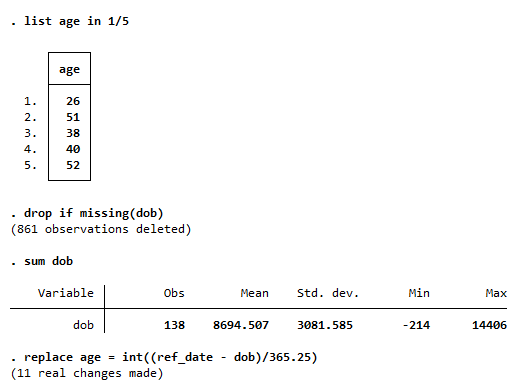 . list age in 1/5
age
1. 26
2. 51
3. 38
4. 40
5. 52
. drop if missing(dob)
(861 observations deleted)
. sum dob
Variable Obs Mean Std. dev. Min Max
dob 138 8694.507 3081.585 -214 14406
. replace age = int((ref_date - dob)/365.25)
(11 real changes made)